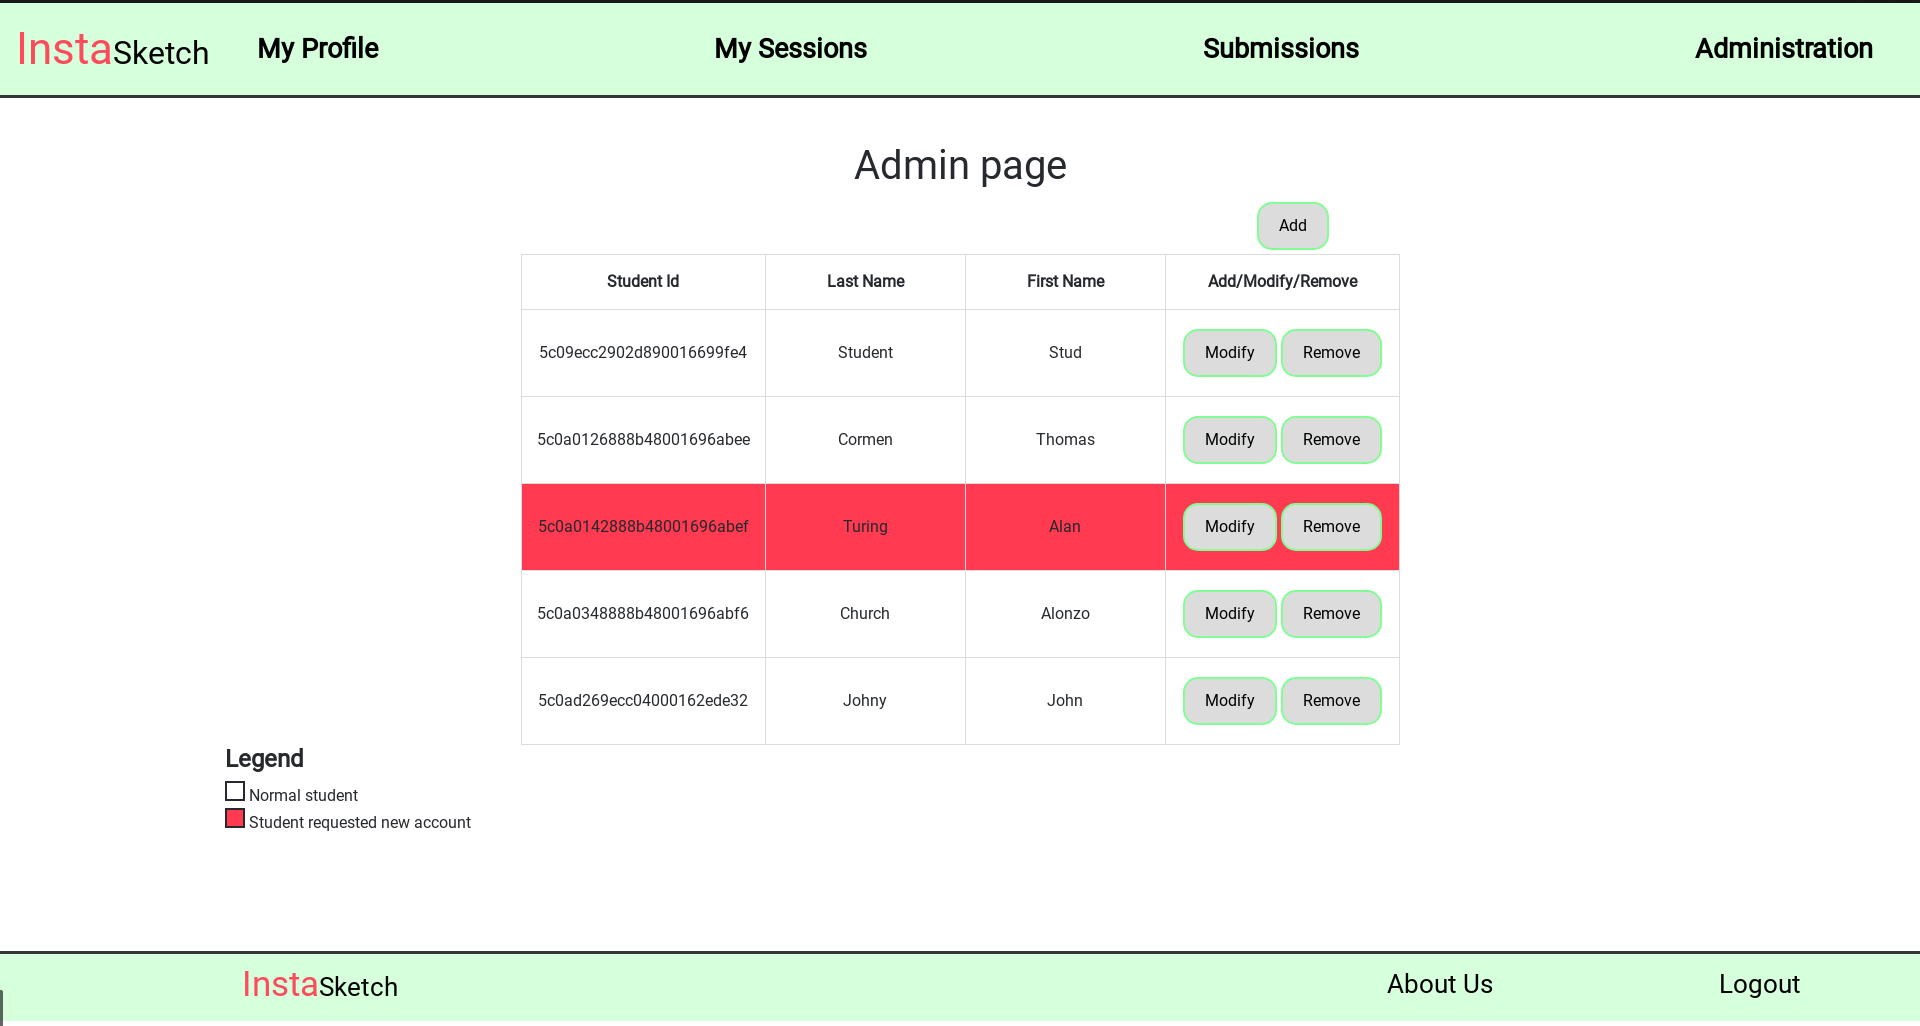 InstaSketch My Profile My Sessions Submissions Administration
Admin page
Add
Student Id Last Name First Name Add/Modify/Remove
5c09ecc2902d890016699fe4 Student Stud Modify Remove
5c0a0126888b48001696abee Cormen Thomas Modify Remove
5c0a0142888b48001696abef Turing Alan Modify Remove
5c0a0348888b48001696abf6 Church Alonzo Modify Remove
5c0ad269ecc04000162ede32 Johny John Modify Remove
Legend
Normal student
Student requested new account
InstaSketch About Us Logout